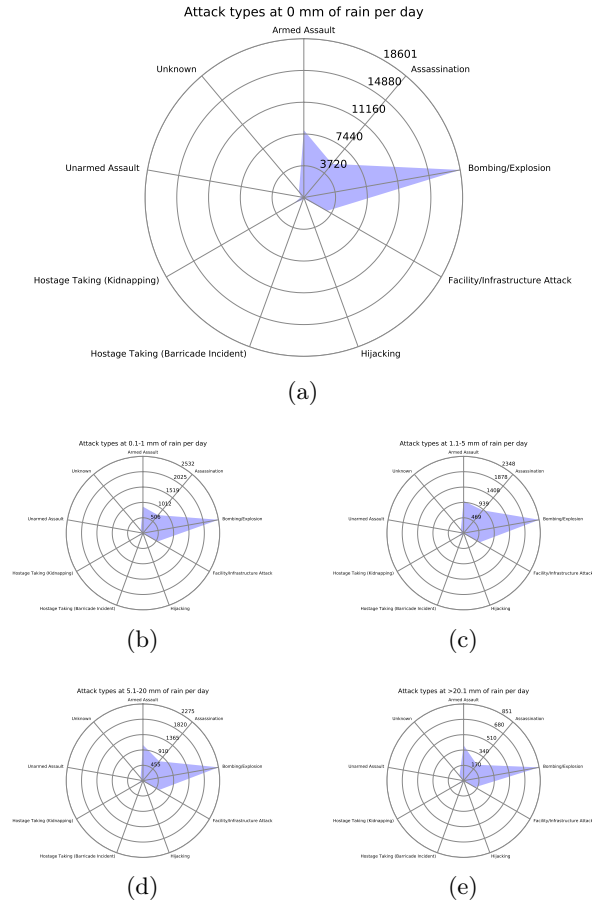 Attack types at 0 mm of rain per day
Armed Assault
18601
Assassination
Unknown
14880
11160
7440
3720
Unarmed Assault
Bombing/Explosion
Hostage Taking (Kidnapping)
Facility/Infrastructure Attack
Hostage Taking (Barricade Incident)
Hijacking
(a)
Attack types at 0.1-1 mm of rain per day
Armed Assault
2532
Assassination
Unknown
2025
1519
1012
506
Unarmed Assault
Bombing/Explosion
Hostage Taking (Kidnapping)
Facility/Infrastructure Attack
Hostage Taking (Barricade Incident)
Hijacking
(b)
Attack types at 1.1-5 mm of rain per day
Armed Assault
2348
Assassination
Unknown
1878
1408
939
469
Unarmed Assault
Bombing/Explosion
Hostage Taking (Kidnapping)
Facility/Infrastructure Attack
Hostage Taking (Barricade Incident)
Hijacking
(c)
Attack types at 5.1-20 mm of rain per day
Armed Assault
2275
Assassination
Unknown
1820
1365
910
455
Unarmed Assault
Bombing/Explosion
Hostage Taking (Kidnapping)
Facility/Infrastructure Attack
Hostage Taking (Barricade Incident)
Hijacking
(d)
Attack types at >20.1 mm of rain per day
Armed Assault
851
Assassination
Unknown
680
510
340
170
Unarmed Assault
Bombing/Explosion
Hostage Taking (Kidnapping)
Facility/Infrastructure Attack
Hostage Taking (Barricade Incident)
Hijacking
(e)